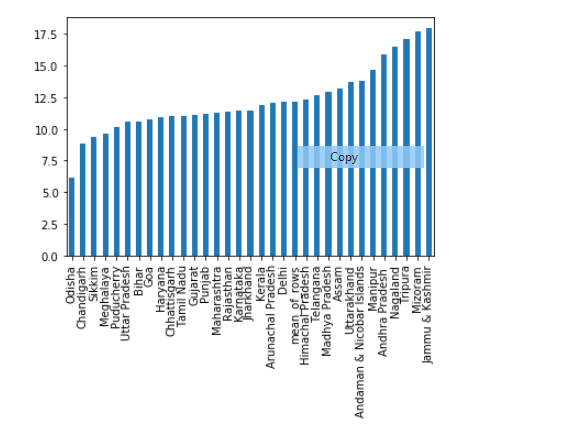 17.5
15.0
12.5
10.0
7.5
5.0
2.5
0.0
Copy
Odisha
Chandigarh
Sikkim
Meghalaya
Puducherry
Uttar Pradesh
Bihar
Goa
Haryana
Chhattisgarh
Tamil Nadu
Gujarat
Punjab
Maharashtra
Rajasthan
Karnataka
Jharkhand
Kerala
Arunachal Pradesh
Delhi
mean_of_rows
Himachal Pradesh
Telangana
Madhya Pradesh
Assam
Uttarakhand
Andaman & Nicobar Islands
Manipur
Andhra Pradesh
Nagaland
Tripura
Mizoram
Jammu & Kashmir